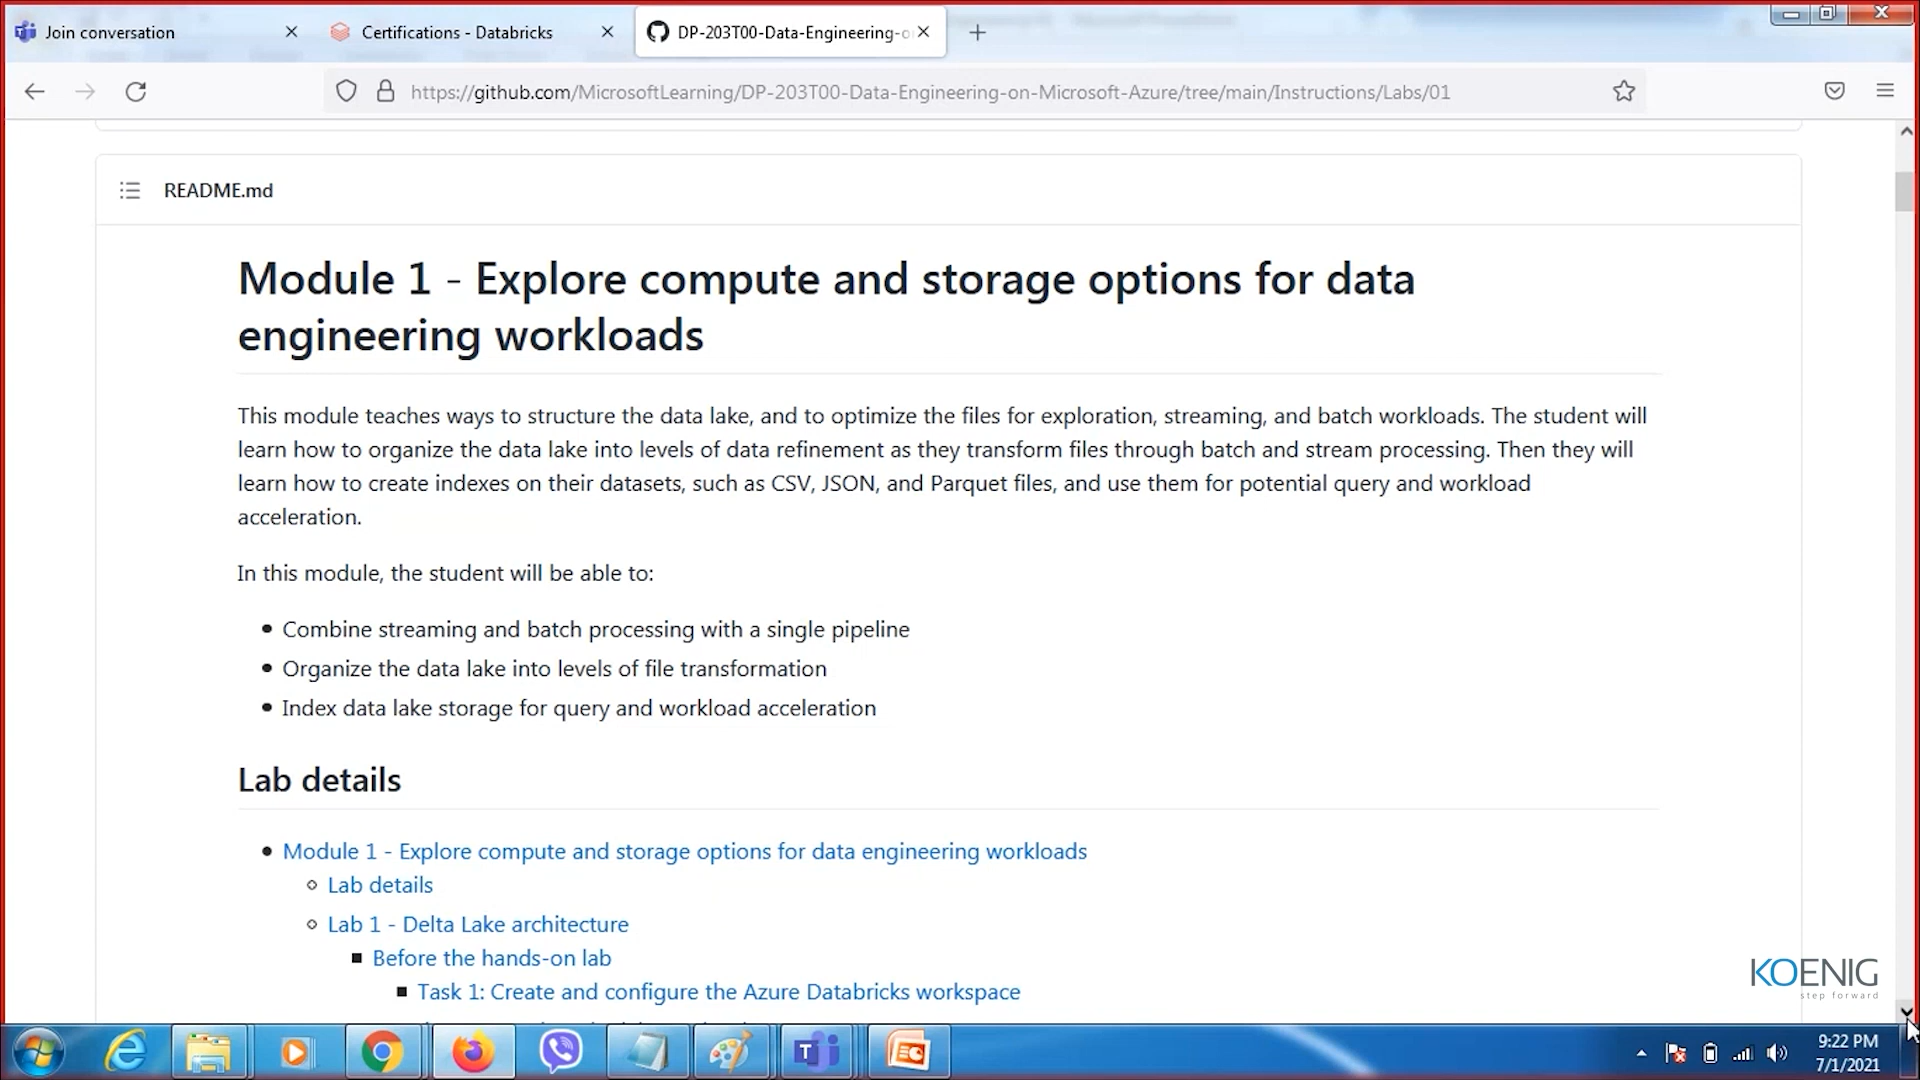 Join conversation
Certifications - Databricks
DP-203T00-Data-Engineering-o
https://github.com/MicrosoftLearning/DP-203T00-Data-Engineering-on-Microsoft-Azure/tree/main/Instructions/Labs/01
README.md
Module 1 - Explore compute and storage options for data
engineering workloads
This module teaches ways to structure the data lake, and to optimize the files for exploration, streaming, and batch workloads. The student will
learn how to organize the data lake into levels of data refinement as they transform files through batch and stream processing. Then they will
learn how to create indexes on their datasets, such as CSV, JSON, and Parquet files, and use them for potential query and workload
acceleration.
In this module, the student will be able to:
Combine streaming and batch processing with a single pipeline
Organize the data lake into levels of file transformation
Index data lake storage for query and workload acceleration
Lab details
Module 1 - Explore compute and storage options for data engineering workloads
Lab details
Lab 1 - Delta Lake architecture
Before the hands-on lab
Task 1: Create and configure the Azure Databricks workspace
KOENIG
step forward
9:22 PM
7/1/2021